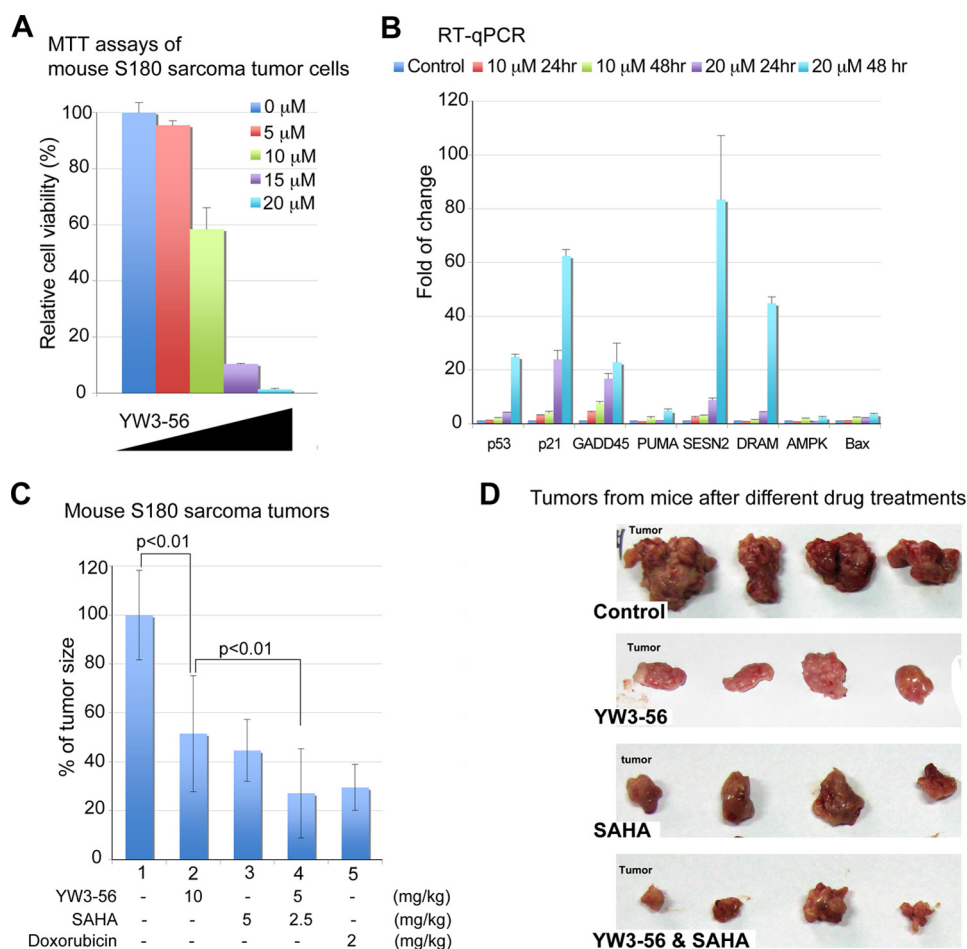 A
MTT assays of
mouse S180 sarcoma tumor cells
Relative cell viability (%)
100
80
60
40
20
0
0 μM
5 μM
10 μM
15 μM
20 μM
YW3-56
B
RT-qPCR
Control 10 μM 24hr 10 μM 48hr 20 μM 24hr 20 μM 48 hr
Fold of change
120
100
80
60
40
20
0
p53 p21 GADD45 PUMA SESN2 DRAM AMPK Bax
C
Mouse S180 sarcoma tumors
p<0.01
p<0.01
% of tumor size
120
100
80
60
40
20
0
1 2 3 4 5
YW3-56 - 10 - 5 - (mg/kg)
SAHA - - 5 2.5 - (mg/kg)
Doxorubicin - - - - 2 (mg/kg)
D
Tumors from mice after different drug treatments
Tumor
Control
Tumor
YW3-56
tumor
SAHA
Tumor
YW3-56 & SAHA